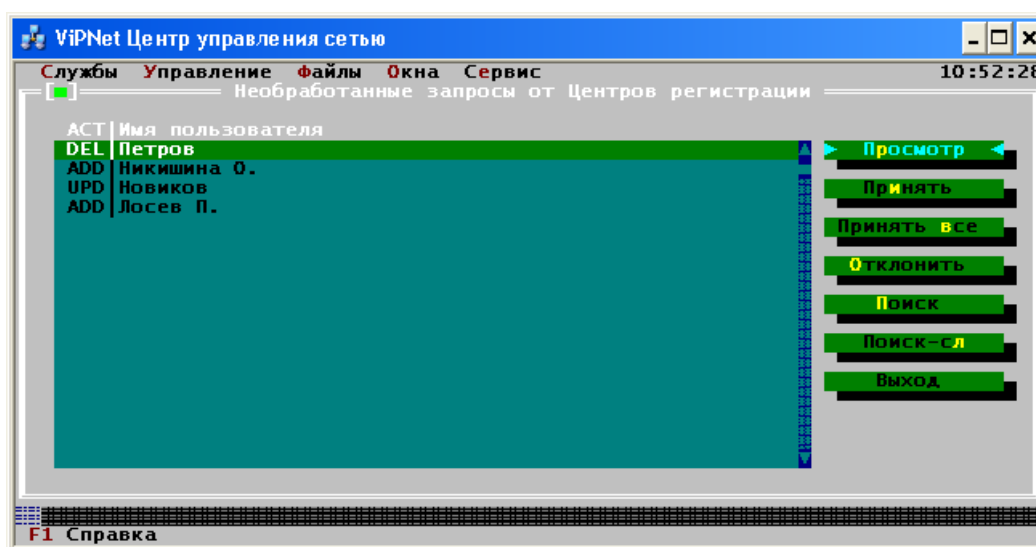 ViPNet Центр управления сетью
Службы Управление Файлы Окна Сервис 10:52:28
Необработанные запросы от Центров регистрации
АСТ Имя пользователя
DEL Петров
ADD Никишина О.
UPD Новиков
ADD Лосев П.
Просмотр
Принять
Принять все
Отклонить
Поиск
Поиск-сл
Выход
F1 Справка